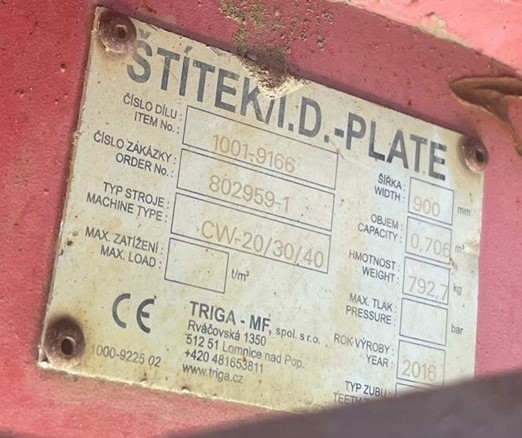 ŠTÍTEK/I.D.-PLATE
ČÍSLO DÍLU :
ITEM No.: 1001-9166
ČÍSLO ZAKÁZKY :
ORDER No.: 802959-1
TYP STROJE :
MACHINE TYPE : CW-20/30/40
MAX. ZATÍŽENÍ :
MAX. LOAD : t/m³
ŠÍŘKA :
WIDTH : 900 mm
OBJEM :
CAPACITY : 0,706 m³
HMOTNOST :
WEIGHT : 792,7 kg
MAX. TLAK :
PRESSURE : bar
ROK VÝROBY :
YEAR : 2016
TYP ZUBU :
TEETH
CE
TRIGA - MF, spol. s r.o.
Rváčovská 1350
512 51 Lomnice nad Pop.
+420 481653811
www.triga.cz
1000-9225 02